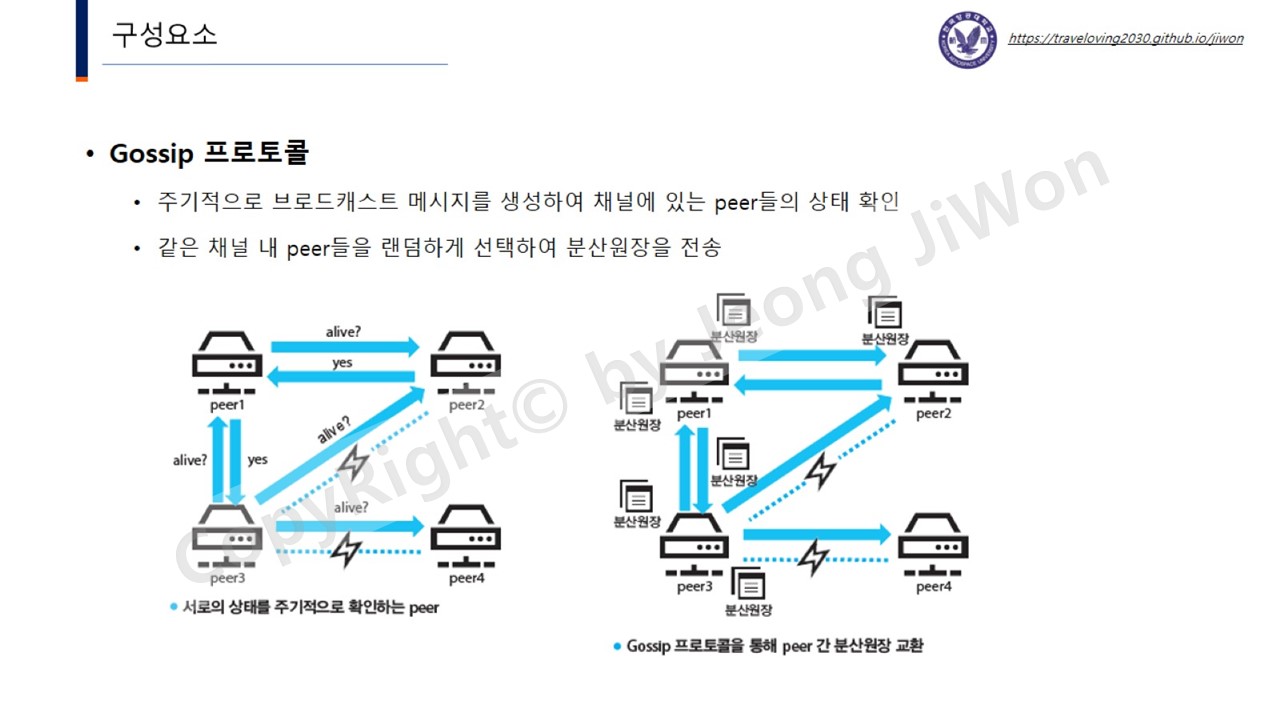 구성요소
https://traveloving2030.github.io/jiwon
• Gossip 프로토콜
• 주기적으로 브로드캐스트 메시지를 생성하여 채널에 있는 peer들의 상태 확인
• 같은 채널 내 peer들을 랜덤하게 선택하여 분산원장을 전송
CopyRight© by Jeong JiWon
alive?
yes
peer1
peer2
alive?
alive?
yes
alive?
peer3
peer4
• 서로의 상태를 주기적으로 확인하는 peer
분산원장
분산원장
peer1
peer2
분산원장
분산원장
분산원장
peer3
peer4
분산원장
• Gossip 프로토콜을 통해 peer 간 분산원장 교환